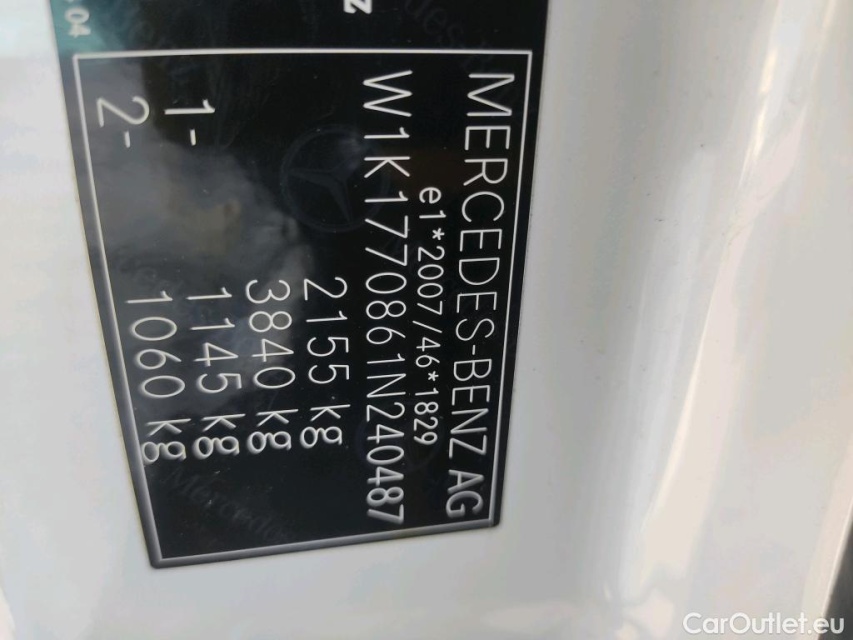 z
04
MERCEDES-BENZ AG
e1*2007/46*1829
W1K1770861N240487
2155 kg
3840 kg
1- 1145 kg
2- 1060 kg
CarOutlet.eu